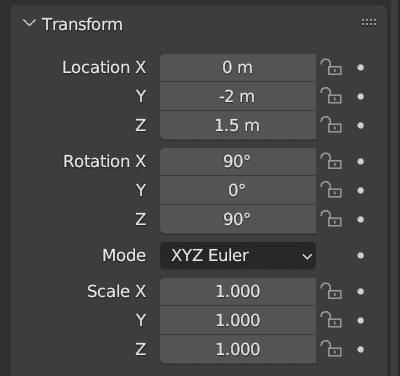 Transform
Location X 0 m
Y -2 m
Z 1.5 m
Rotation X 90°
Y 0°
Z 90°
Mode XYZ Euler
Scale X 1.000
Y 1.000
Z 1.000